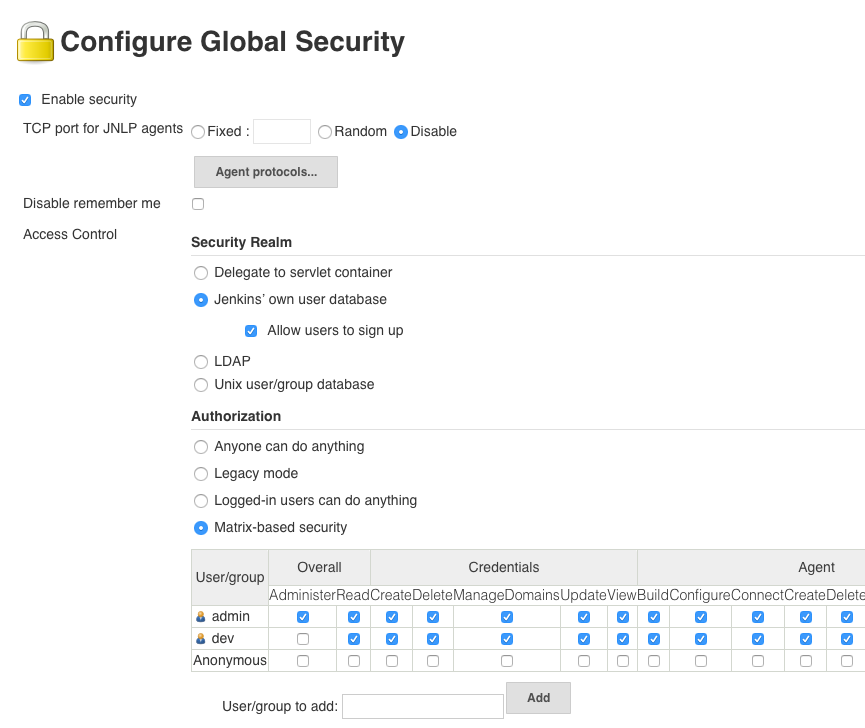 Configure Global Security
Enable security
TCP port for JNLP agents Fixed : Random Disable
Agent protocols...
Disable remember me
Access Control
Security Realm
Delegate to servlet container
Jenkins’ own user database
Allow users to sign up
LDAP
Unix user/group database
Authorization
Anyone can do anything
Legacy mode
Logged-in users can do anything
Matrix-based security
User/group Overall Credentials Agent
Administer Read Create Delete ManageDomains Update View Build Configure Connect Create Delete
admin
dev
Anonymous
User/group to add: Add